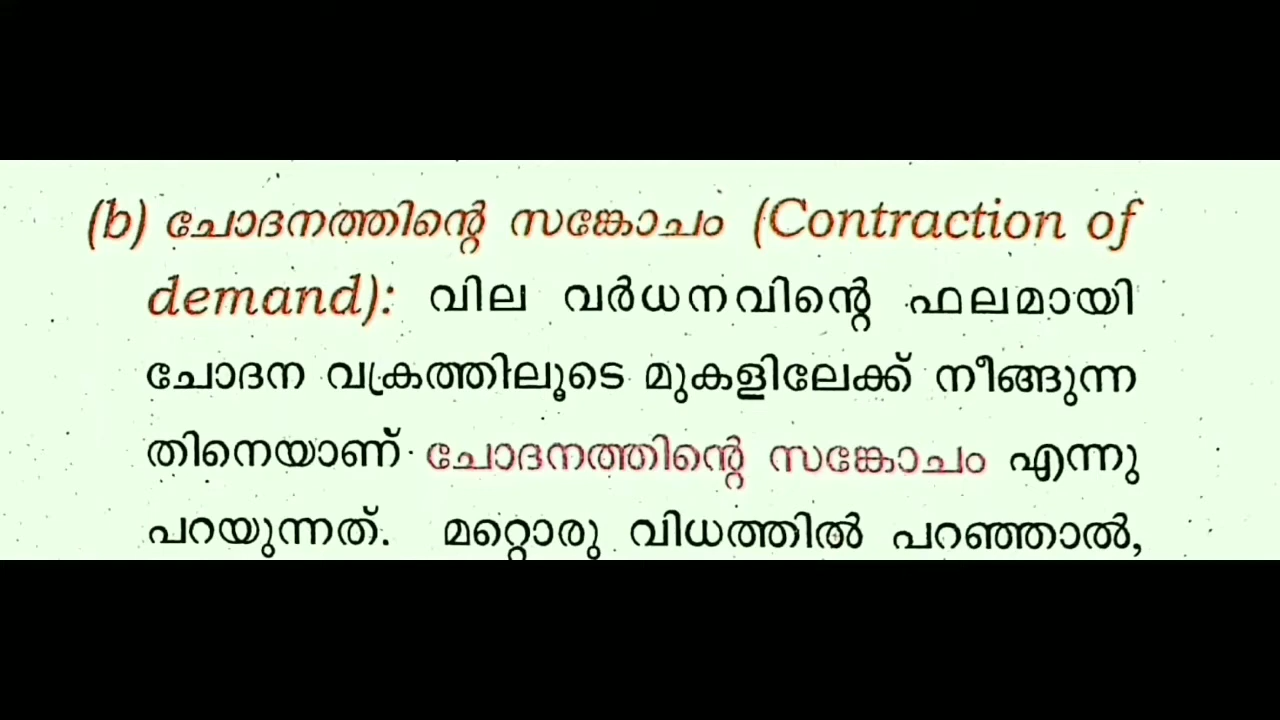 (b) ചോദനത്തിന്റെ സങ്കോചം (Contraction of
demand): വില വർധനവിന്റെ ഫലമായി
ചോദന വക്രത്തിലൂടെ മുകളിലേക്ക് നീങ്ങുന്ന
തിനെയാണ് ചോദനത്തിന്റെ സങ്കോചം എന്നു
പറയുന്നത്. മറ്റൊരു വിധത്തിൽ പറഞ്ഞാൽ,